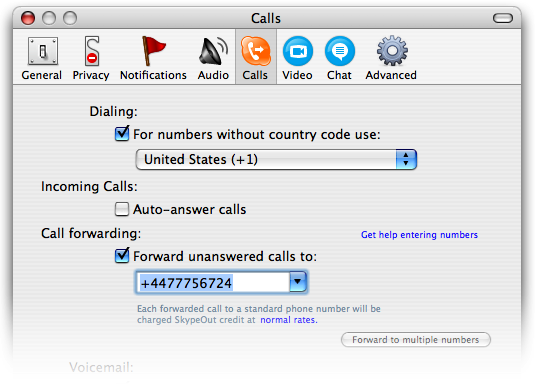 Calls
General Privacy Notifications Audio Calls Video Chat Advanced
Dialing:
For numbers without country code use:
United States (+1)
Incoming Calls:
Auto-answer calls
Call forwarding:
Get help entering numbers
Forward unanswered calls to:
+4477756724
Each forwarded call to a standard phone number will be
charged SkypeOut credit at normal rates.
Forward to multiple numbers
Voicemail: